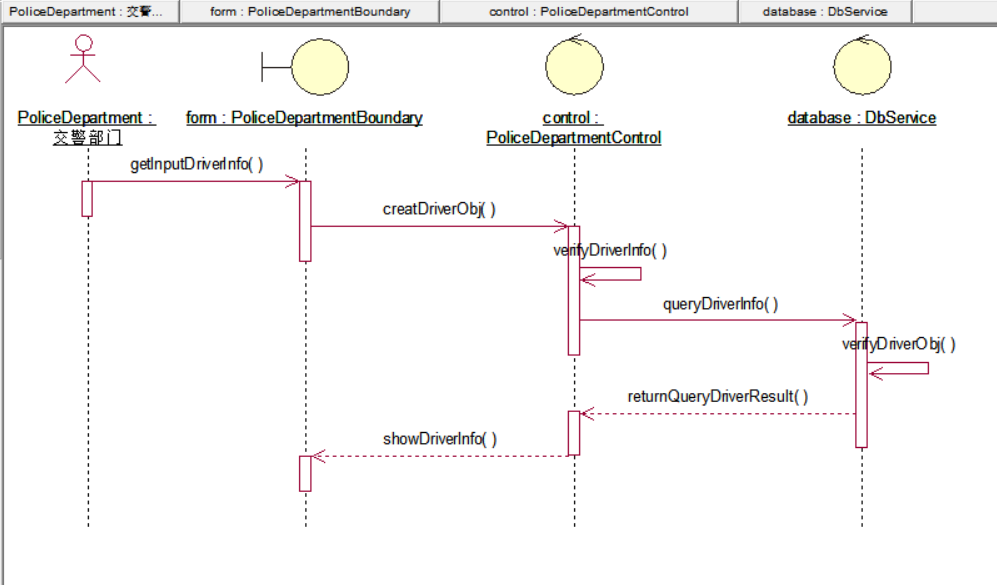 PoliceDepartment : 交警...
form : PoliceDepartmentBoundary
control : PoliceDepartmentControl
database : DbService
PoliceDepartment :
交警部门
form : PoliceDepartmentBoundary
control :
PoliceDepartmentControl
database : DbService
getInputDriverInfo( )
creatDriverObj( )
verifyDriverInfo( )
queryDriverInfo( )
verifyDriverObj( )
returnQueryDriverResult( )
showDriverInfo( )